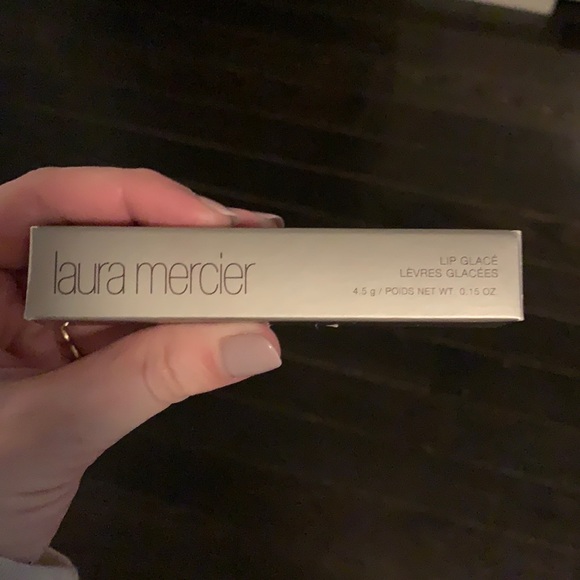 laura mercier
LIP GLACÉ
LÈVRES GLACÉES
4.5 g / POIDS NET WT. 0.15 OZ